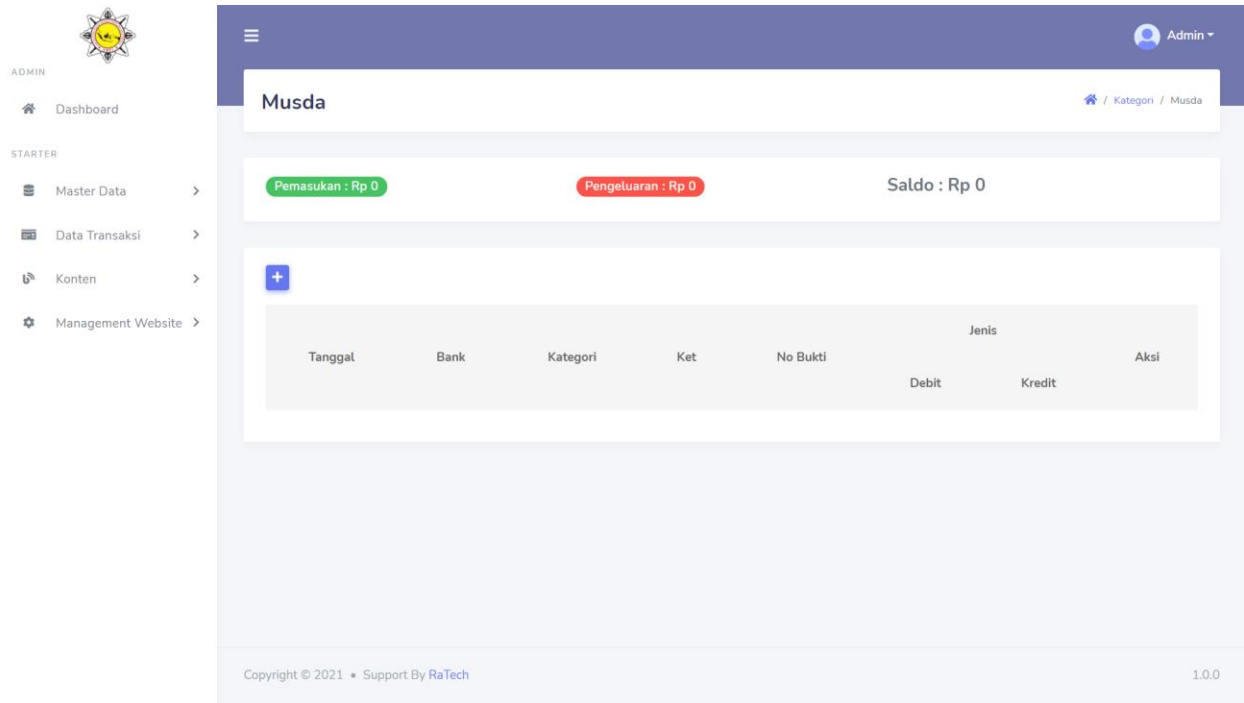 ADMIN
Dashboard
STARTER
Master Data
Data Transaksi
Konten
Management Website
Admin
Musda
/ Kategori / Musda
Pemasukan : Rp 0
Pengeluaran : Rp 0
Saldo : Rp 0
+
Jenis
Tanggal Bank Kategori Ket No Bukti Aksi
Debit Kredit
Copyright © 2021 • Support By RaTech
1.0.0